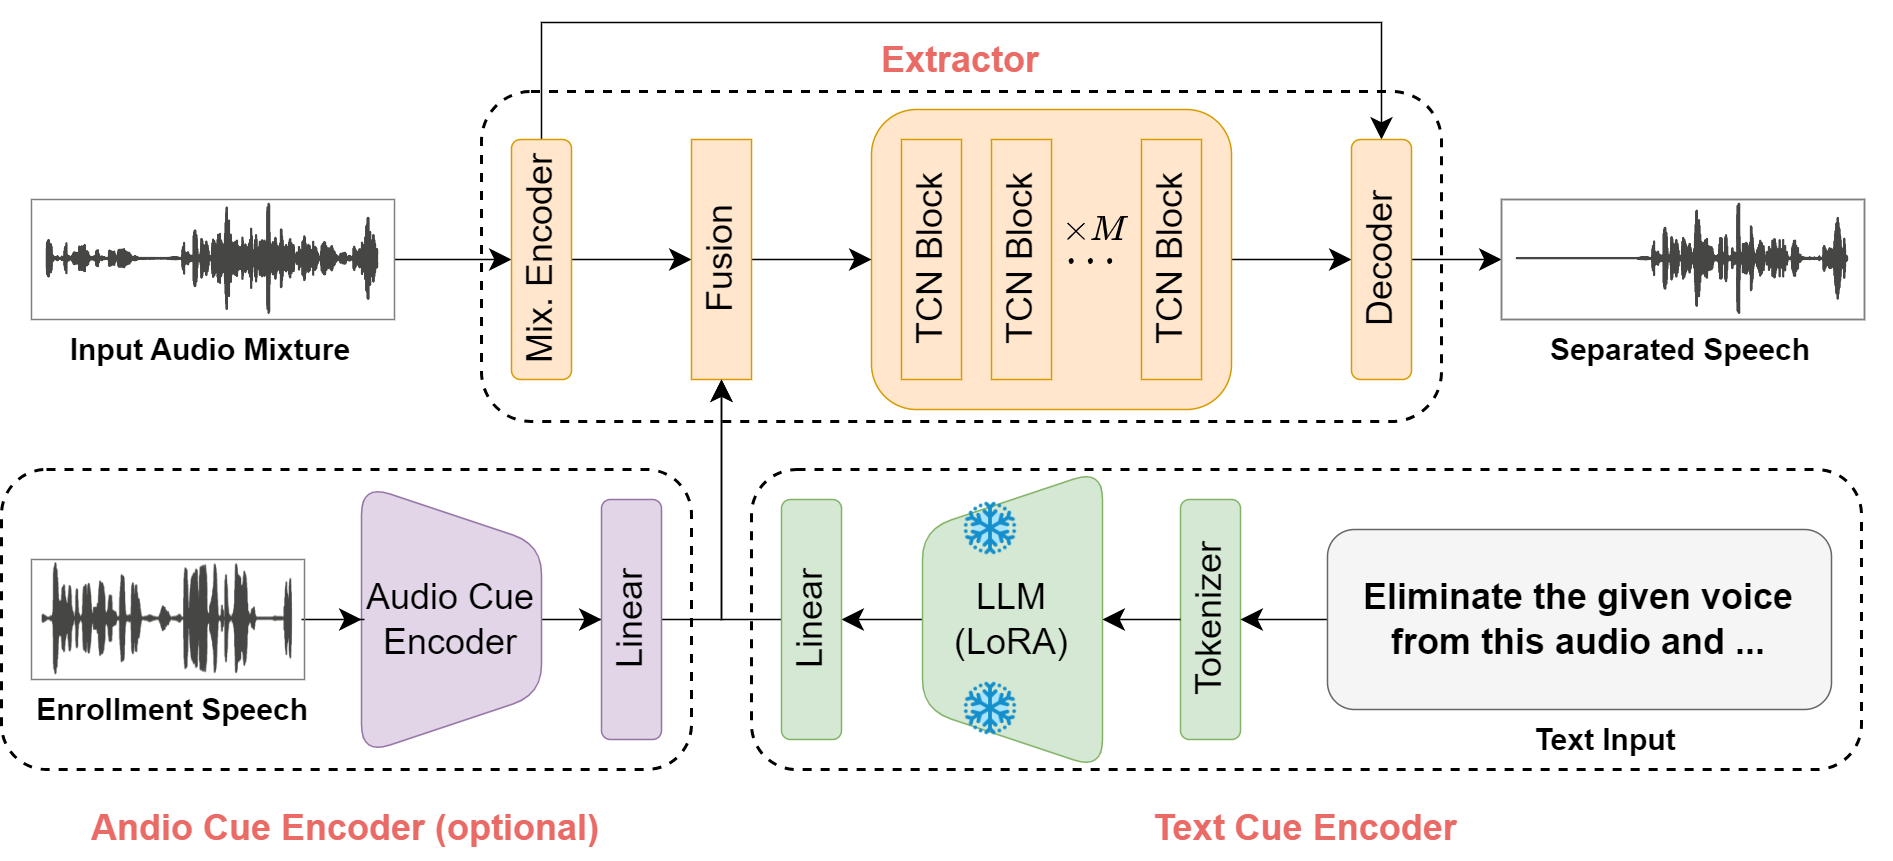 Extractor
Mix. Encoder
Fusion
TCN Block
TCN Block
×M
...
TCN Block
Decoder
Input Audio Mixture
Separated Speech
Audio Cue
Encoder
Linear
Enrollment Speech
Linear
LLM
(LoRA)
Tokenizer
Eliminate the given voice
from this audio and ...
Text Input
Andio Cue Encoder (optional)
Text Cue Encoder